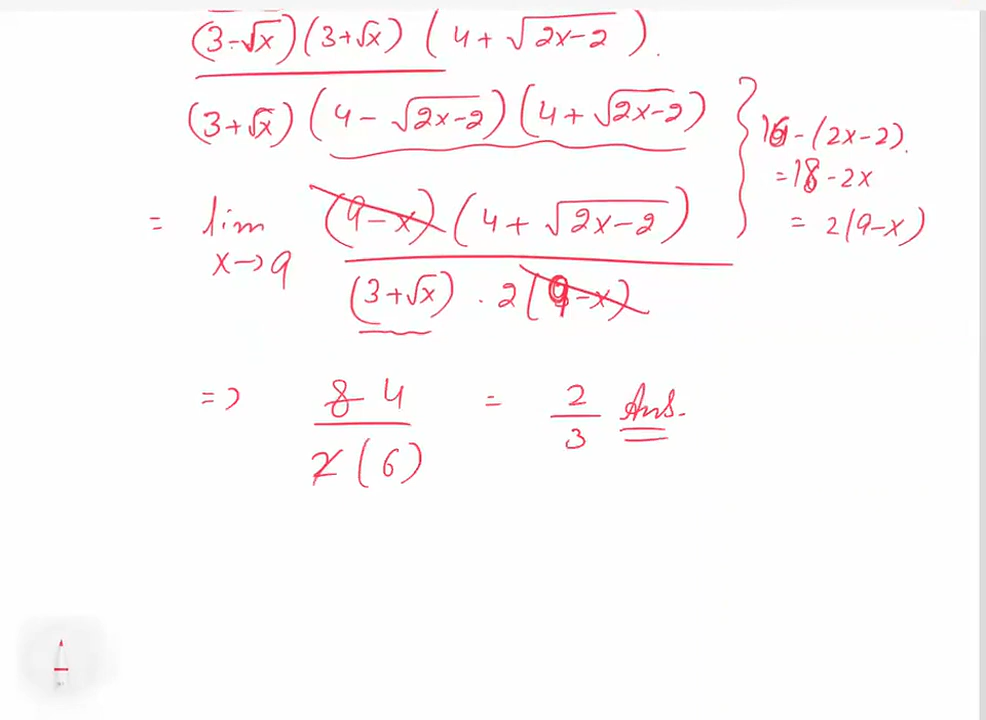 (3-√x)(3+√x) (4+√2x-2).
(3+√x) (4-√2x-2)(4+√2x-2) } 16-(2x-2).
=18-2x
= 2(9-x)
= lim x→9 (9-x)(4+√2x-2)
(3+√x) . 2(9-x)
=> 8 4 / 2(6) = 2/3 Ans.